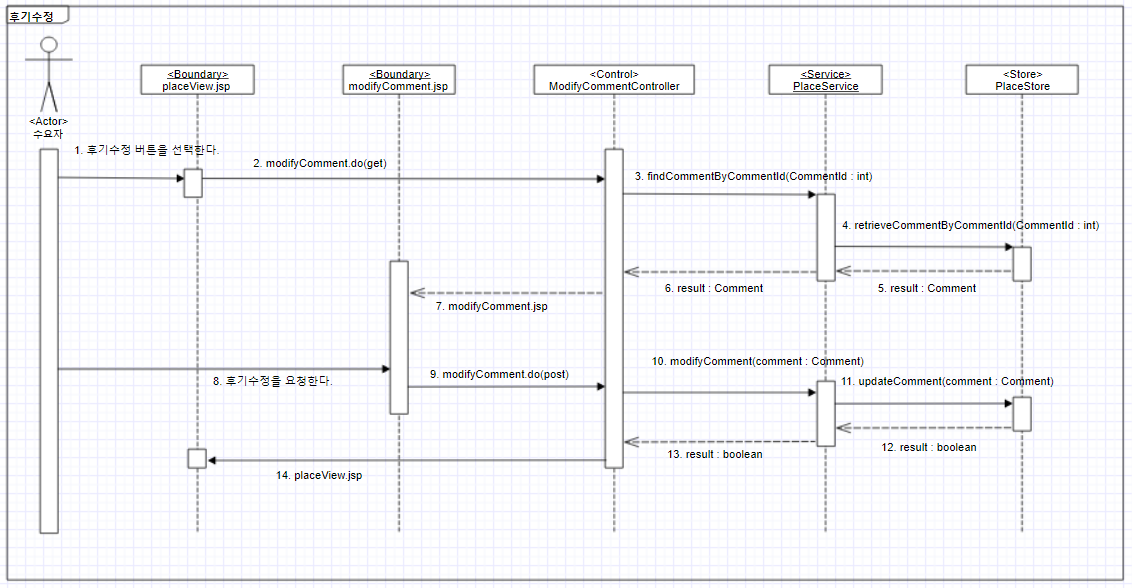 후기수정
<Boundary>
placeView.jsp
<Boundary>
modifyComment.jsp
<Control>
ModifyCommentController
<Service>
PlaceService
<Store>
PlaceStore
<Actor>
수요자
1. 후기수정 버튼을 선택한다.
2. modifyComment.do(get)
3. findCommentByCommentId(CommentId : int)
4. retrieveCommentByCommentId(CommentId : int)
5. result : Comment
6. result : Comment
7. modifyComment.jsp
8. 후기수정을 요청한다.
9. modifyComment.do(post)
10. modifyComment(comment : Comment)
11. updateComment(comment : Comment)
12. result : boolean
13. result : boolean
14. placeView.jsp